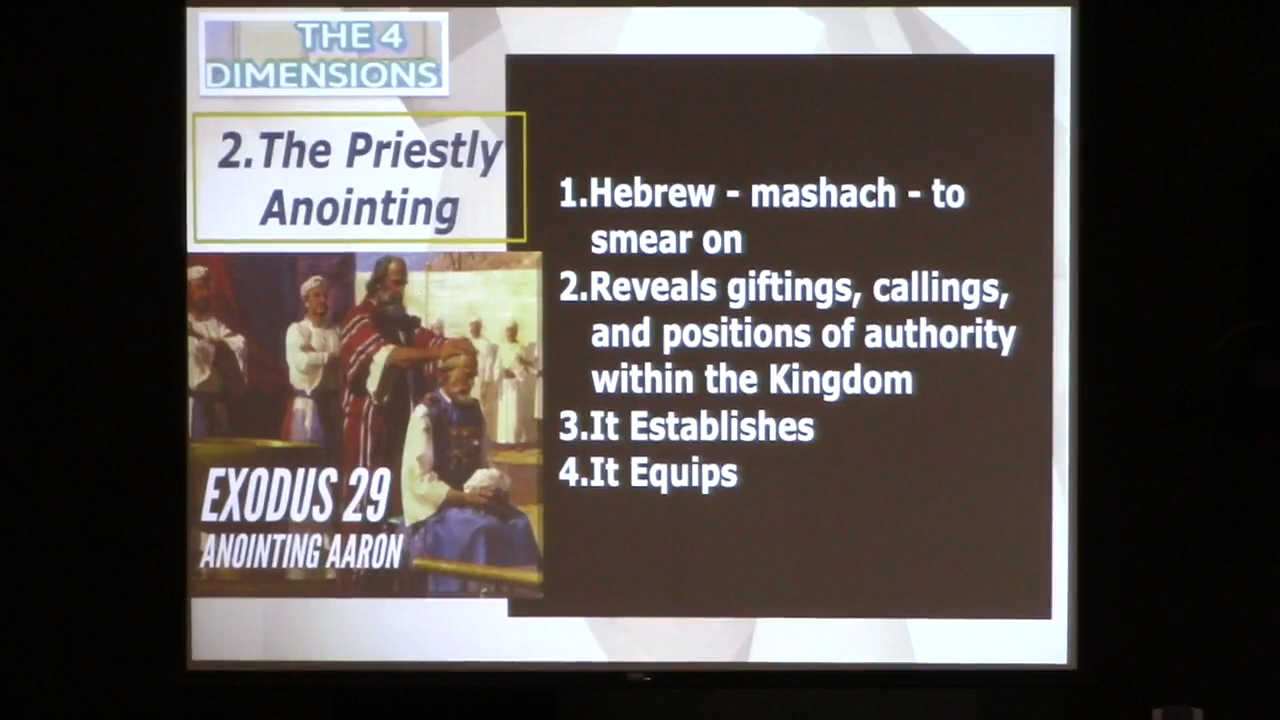 THE 4
DIMENSIONS
2.The Priestly
Anointing
EXODUS 29
ANOINTING AARON
1.Hebrew - mashach - to
smear on
2.Reveals giftings, callings,
and positions of authority
within the Kingdom
3.It Establishes
4.It Equips